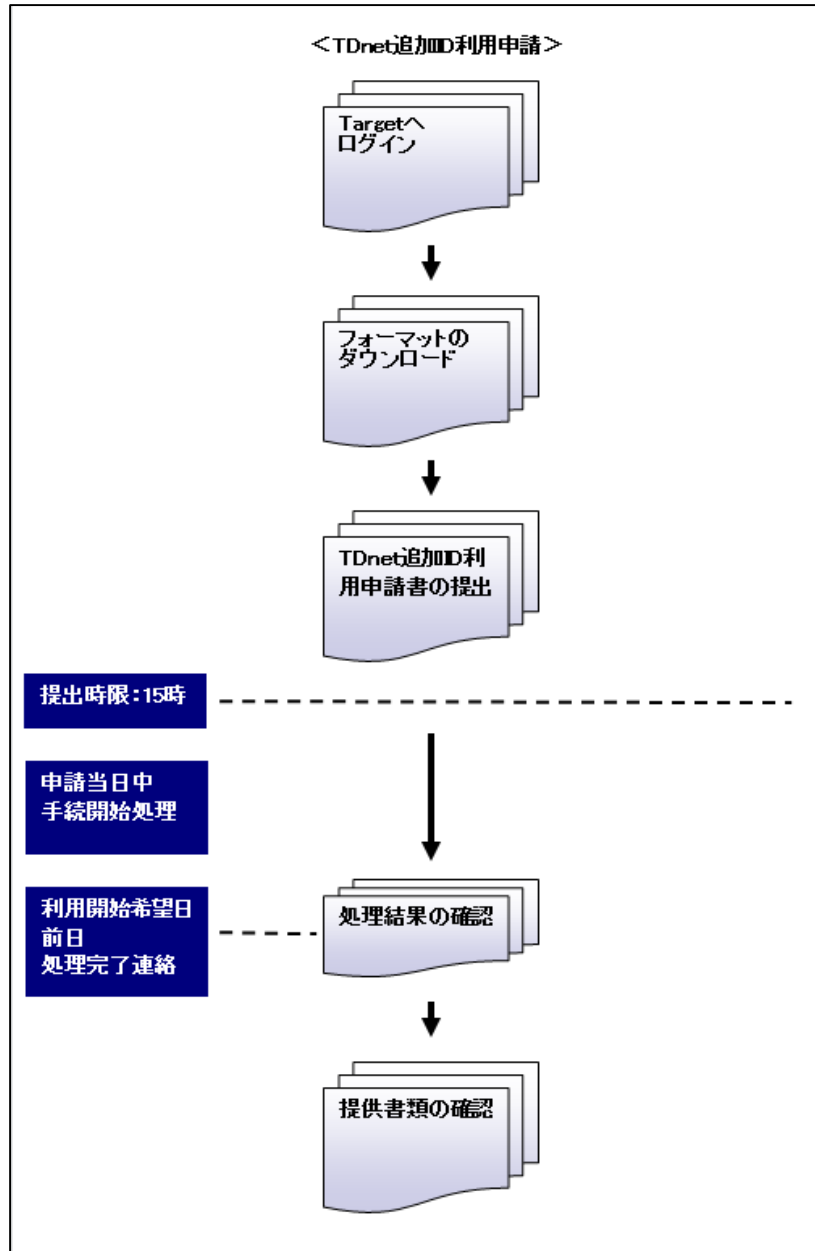 ＜TDnet追加ID利用申請＞
Targetへ
ログイン
フォーマットの
ダウンロード
TDnet追加ID利
用申請書の提出
提出時限：15時
申請当日中
手続開始処理
利用開始希望日
前日
処理完了連絡
処理結果の確認
提供書類の確認